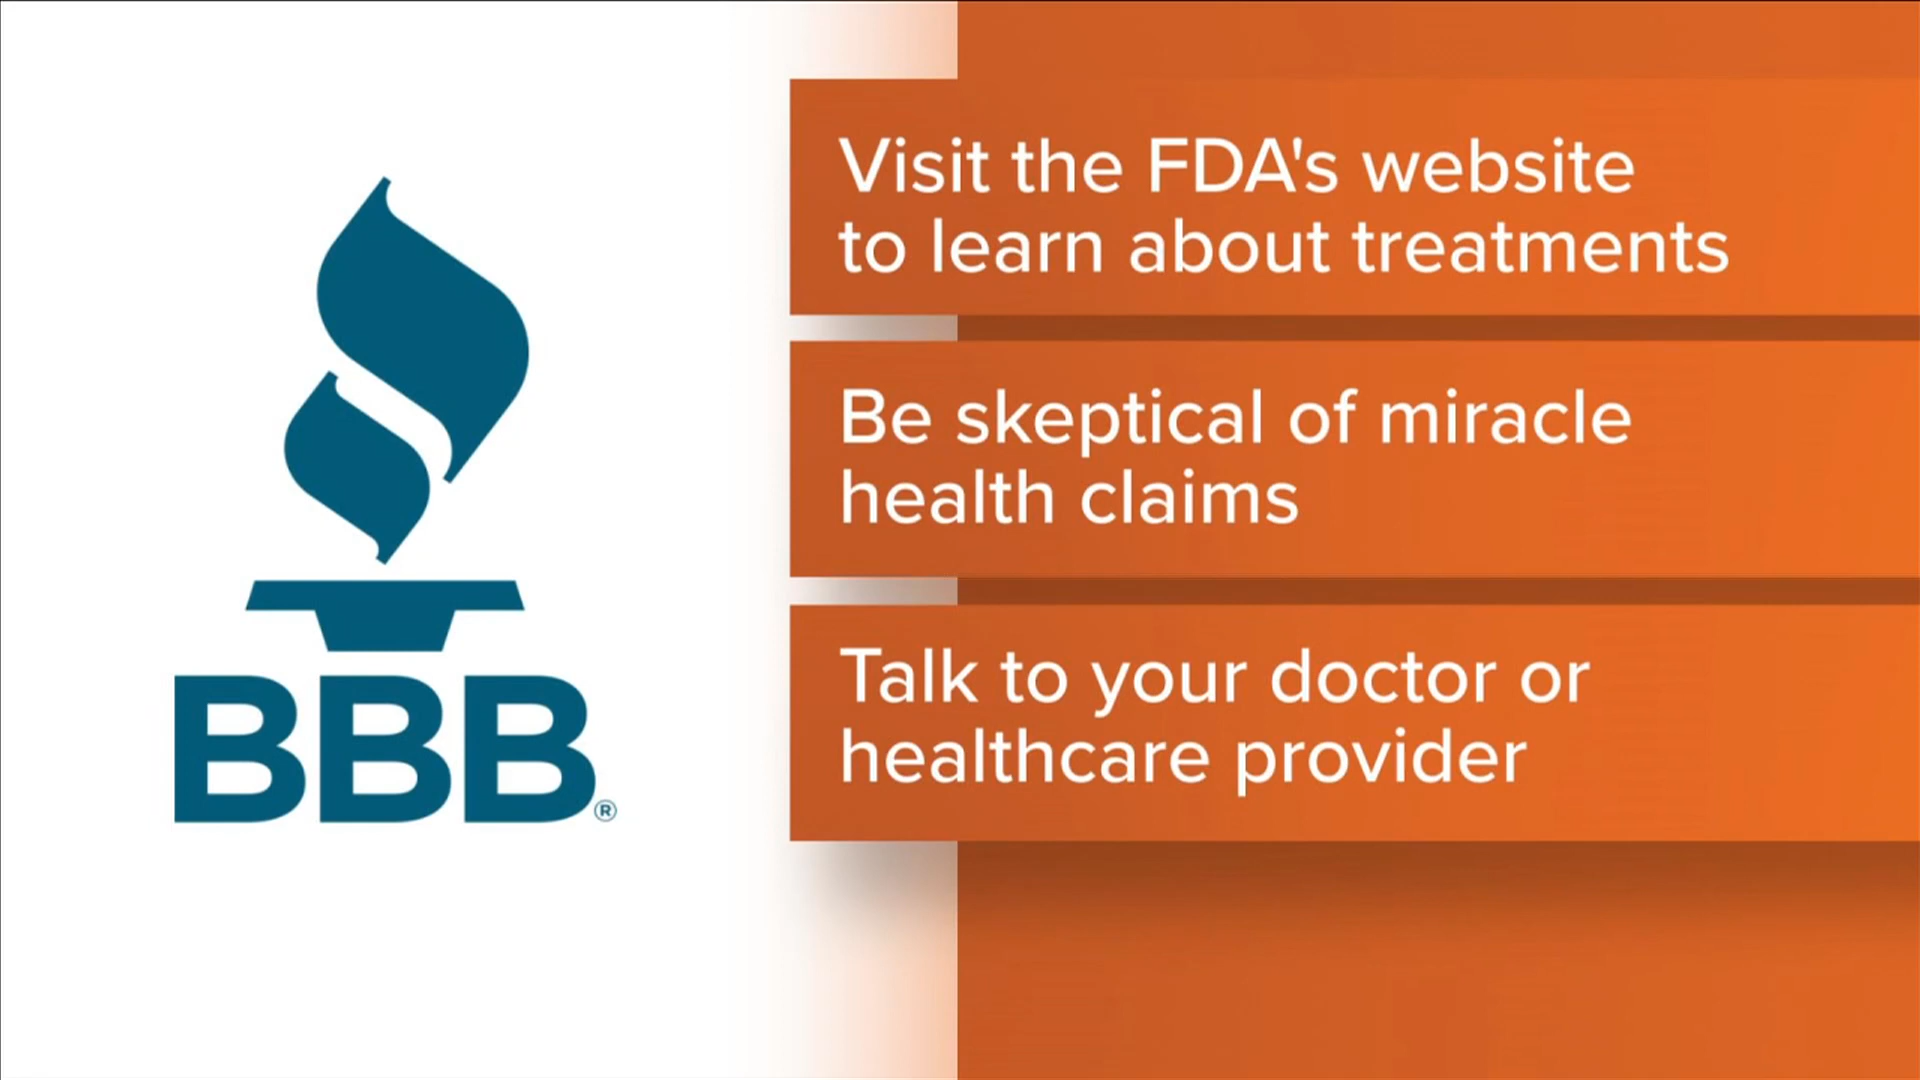 BBB®
Visit the FDA's website
to learn about treatments
Be skeptical of miracle
health claims
Talk to your doctor or
healthcare provider